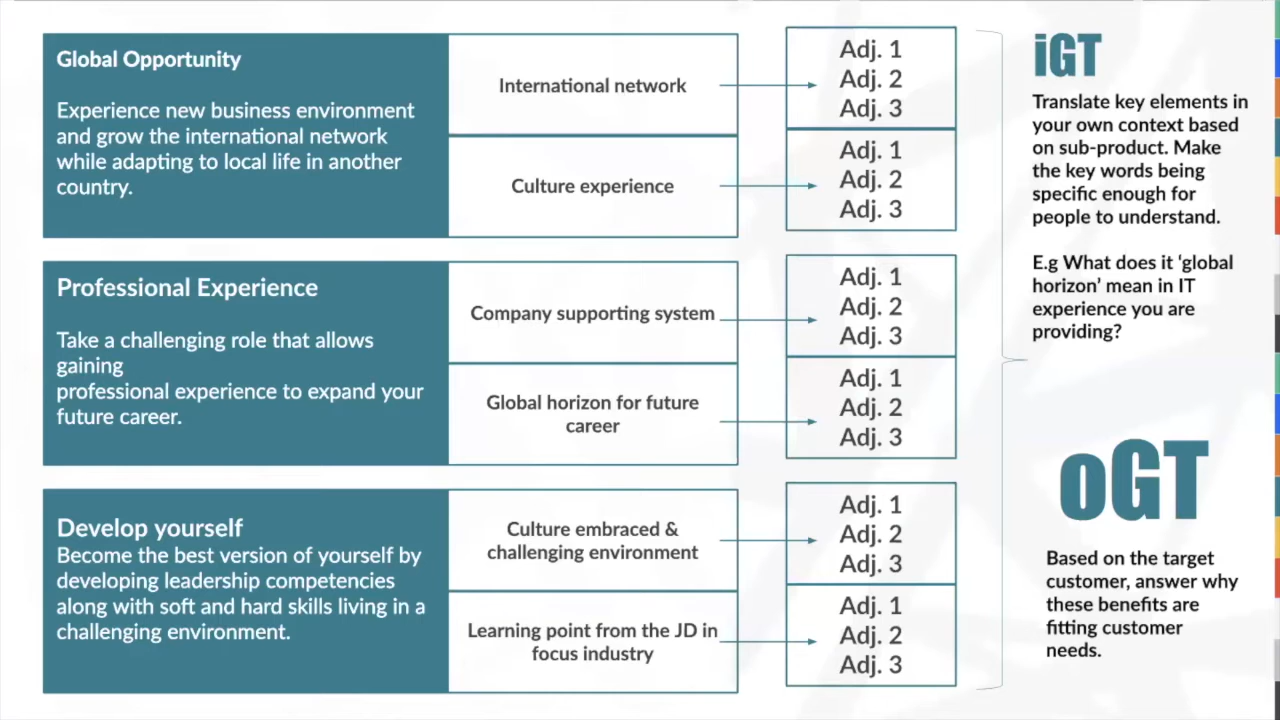 Global Opportunity
Experience new business environment
and grow the international network
while adapting to local life in another
country.
International network
Adj. 1
Adj. 2
Adj. 3
Culture experience
Adj. 1
Adj. 2
Adj. 3
Professional Experience
Take a challenging role that allows
gaining
professional experience to expand your
future career.
Company supporting system
Adj. 1
Adj. 2
Adj. 3
Global horizon for future
career
Adj. 1
Adj. 2
Adj. 3
Develop yourself
Become the best version of yourself by
developing leadership competencies
along with soft and hard skills living in a
challenging environment.
Culture embraced &
challenging environment
Adj. 1
Adj. 2
Adj. 3
Learning point from the JD in
focus industry
Adj. 1
Adj. 2
Adj. 3
iGT
Translate key elements in
your own context based
on sub-product. Make
the key words being
specific enough for
people to understand.
E.g What does it ‘global
horizon’ mean in IT
experience you are
providing?
oGT
Based on the target
customer, answer why
these benefits are
fitting customer
needs.